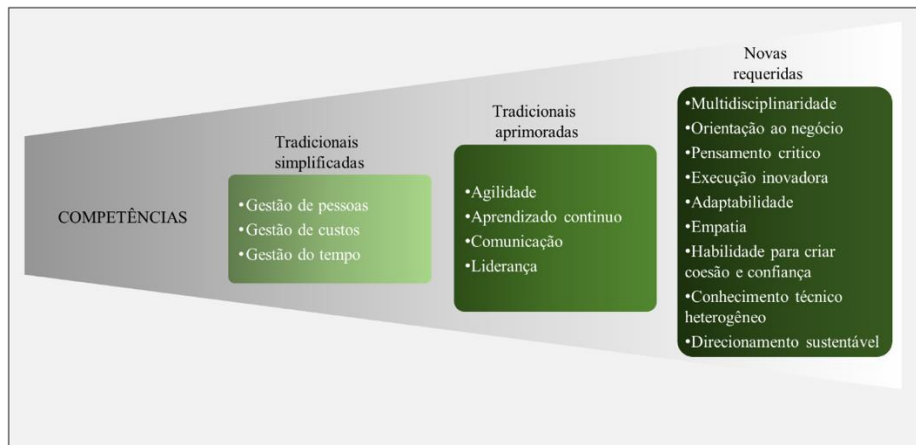 COMPETÊNCIAS
Tradicionais
simplificadas
•Gestão de pessoas
•Gestão de custos
•Gestão do tempo
Tradicionais
aprimoradas
•Agilidade
•Aprendizado continuo
•Comunicação
•Liderança
Novas
requeridas
•Multidisciplinaridade
•Orientação ao negócio
•Pensamento critico
•Execução inovadora
•Adaptabilidade
•Empatia
•Habilidade para criar
coesão e confiança
•Conhecimento técnico
heterogêneo
•Direcionamento sustentável